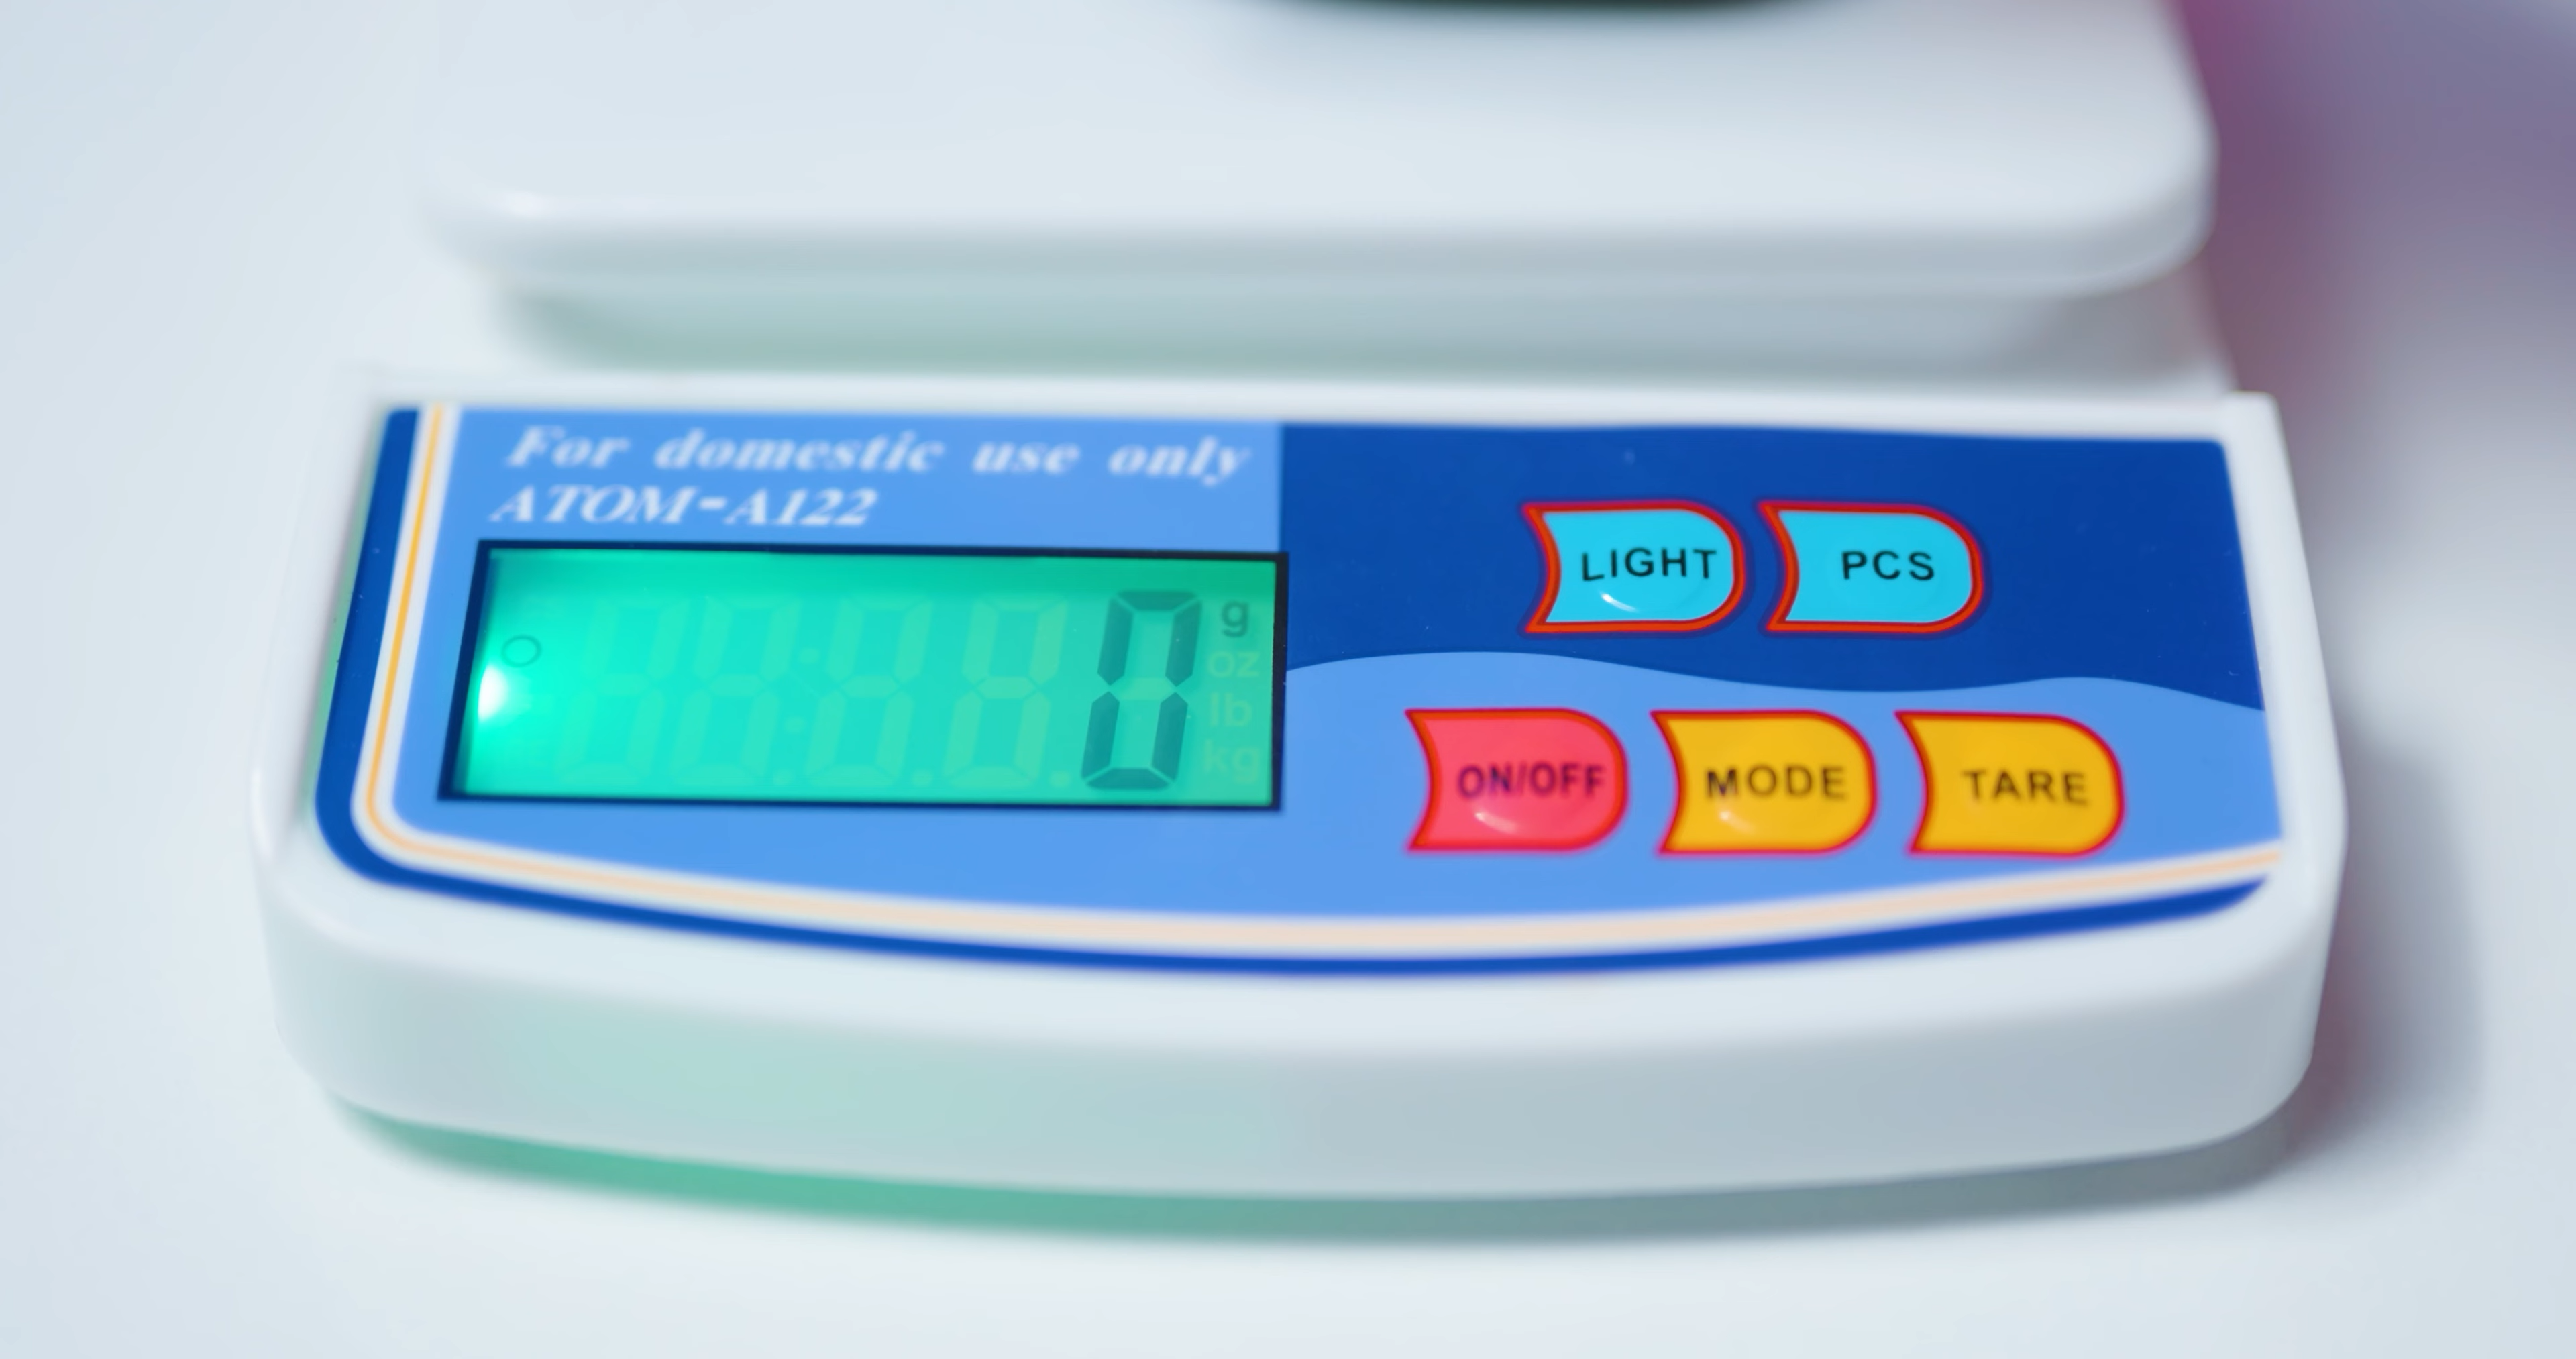 For domestic use only
ATOM-A122
LIGHT PCS
0 g
oz
lb
kg
ON/OFF MODE TARE